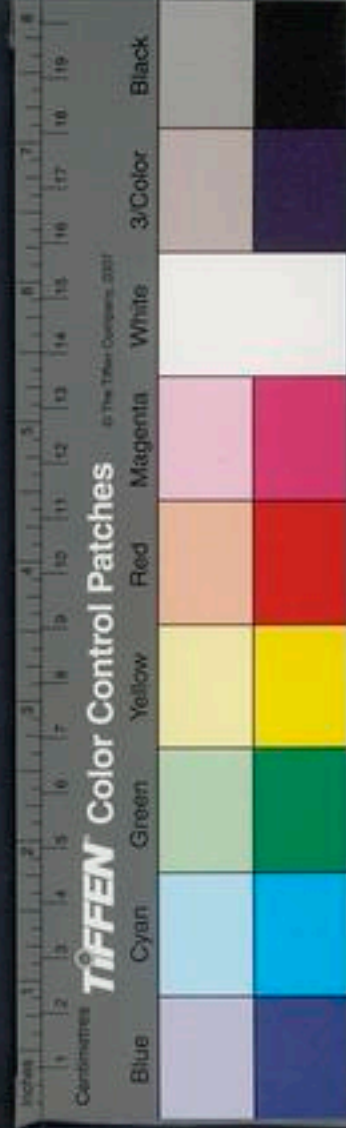 Inches 1 2 3 4 5 6 7 8
Centimetres 1 2 3 4 5 6 7 8 9 10 11 12 13 14 15 16 17 18 19
TIFFEN Color Control Patches © The Tiffen Company, 2007
Blue Cyan Green Yellow Red Magenta White 3/Color Black